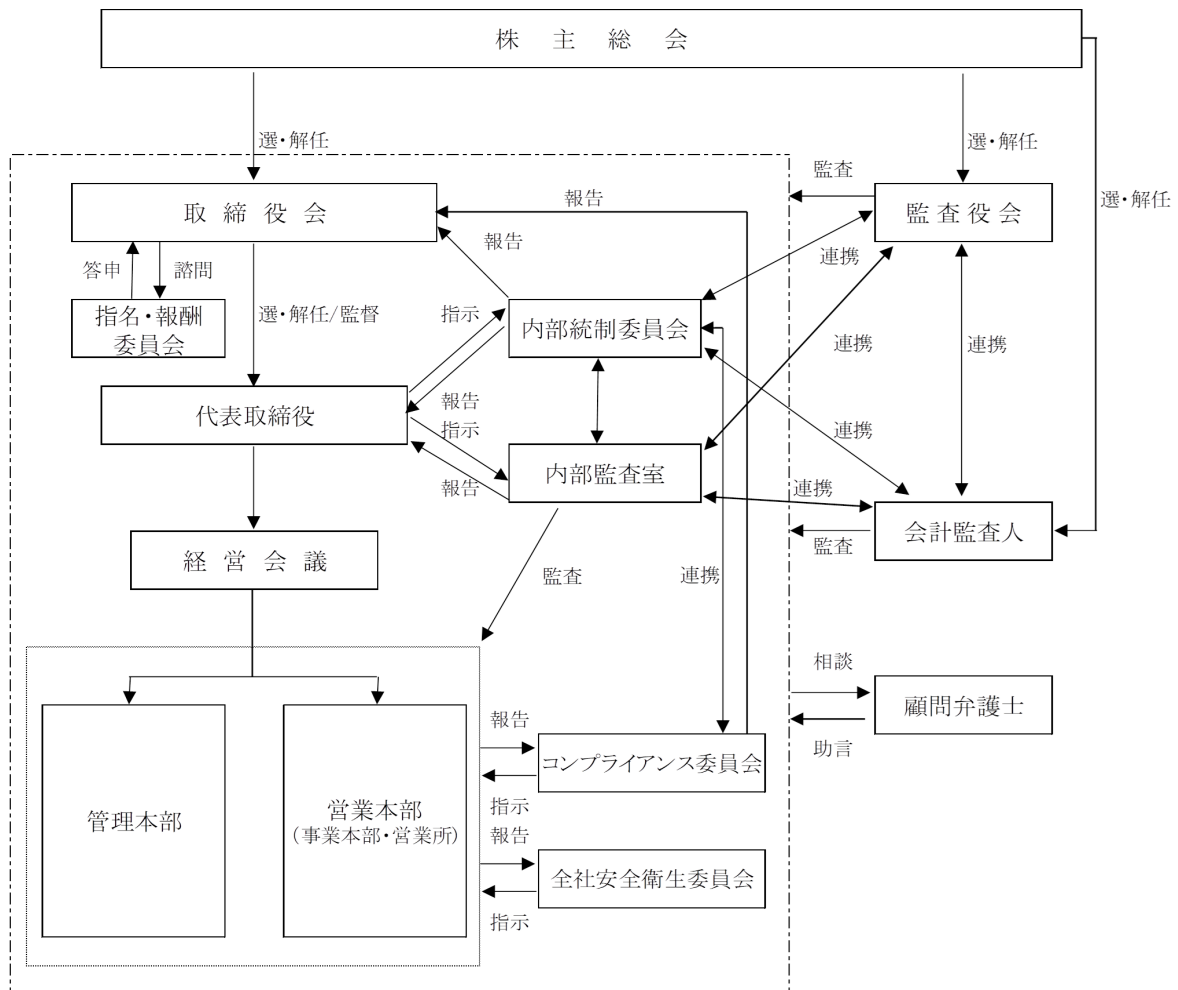 株主総会
選・解任
選・解任
選・解任
監査
取締役会
報告
監査役会
報告
連携
答申
諮問
指名・報酬
委員会
選・解任/監督
指示
内部統制委員会
連携
連携
代表取締役
報告
指示
連携
内部監査室
報告
連携
会計監査人
監査
経営会議
監査
連携
相談
顧問弁護士
助言
報告
コンプライアンス委員会
指示
管理本部
営業本部
（事業本部・営業所）
報告
全社安全衛生委員会
指示